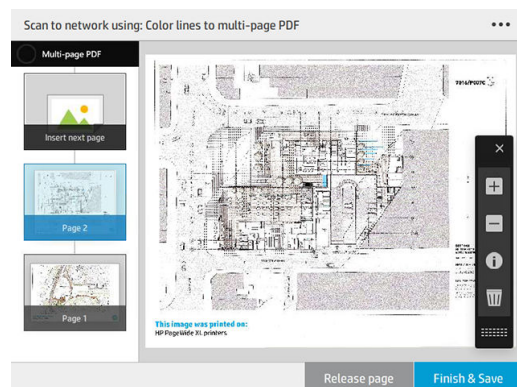 Scan to network using: Color lines to multi-page PDF
Multi-page PDF
Insert next page
Page 2
Page 1
This image was printed on:
HP PageWide XL printers
Release page
Finish & Save